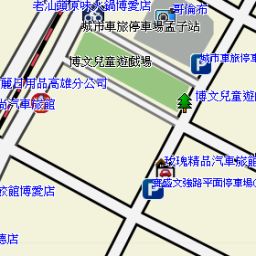 老仙頭原味火鍋博愛店
哥倫布
城市車旅停車場孟子站
城市車旅停車
博文兒童遊戲場
麗日用品高雄分公司
博文兒童遊
尚汽車旅館
玫瑰精品汽車旅館
文強路平面停車場(
旅館博愛店
德店